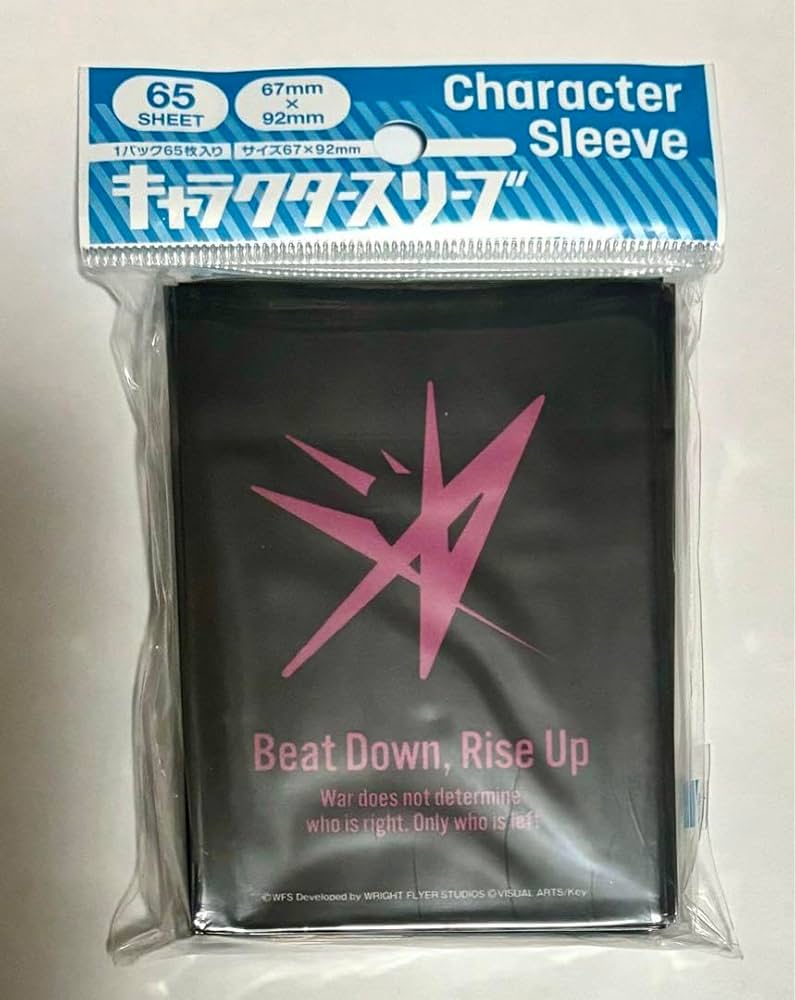 65
SHEET
67mm
×
92mm
Character
Sleeve
1パック65枚入り サイズ67×92mm
キャラクタースリーブ
Beat Down, Rise Up
War does not determine
who is right. Only who is left
©WFS Developed by WRIGHT FLYER STUDIOS ©VISUAL ARTS/Key